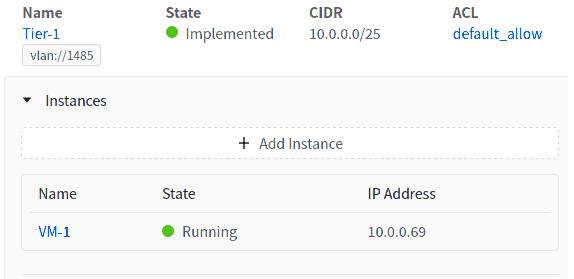 Name State CIDR ACL
Tier-1 Implemented 10.0.0.0/25 default_allow
vlan://1485
Instances
+ Add Instance
Name State IP Address
VM-1 Running 10.0.0.69